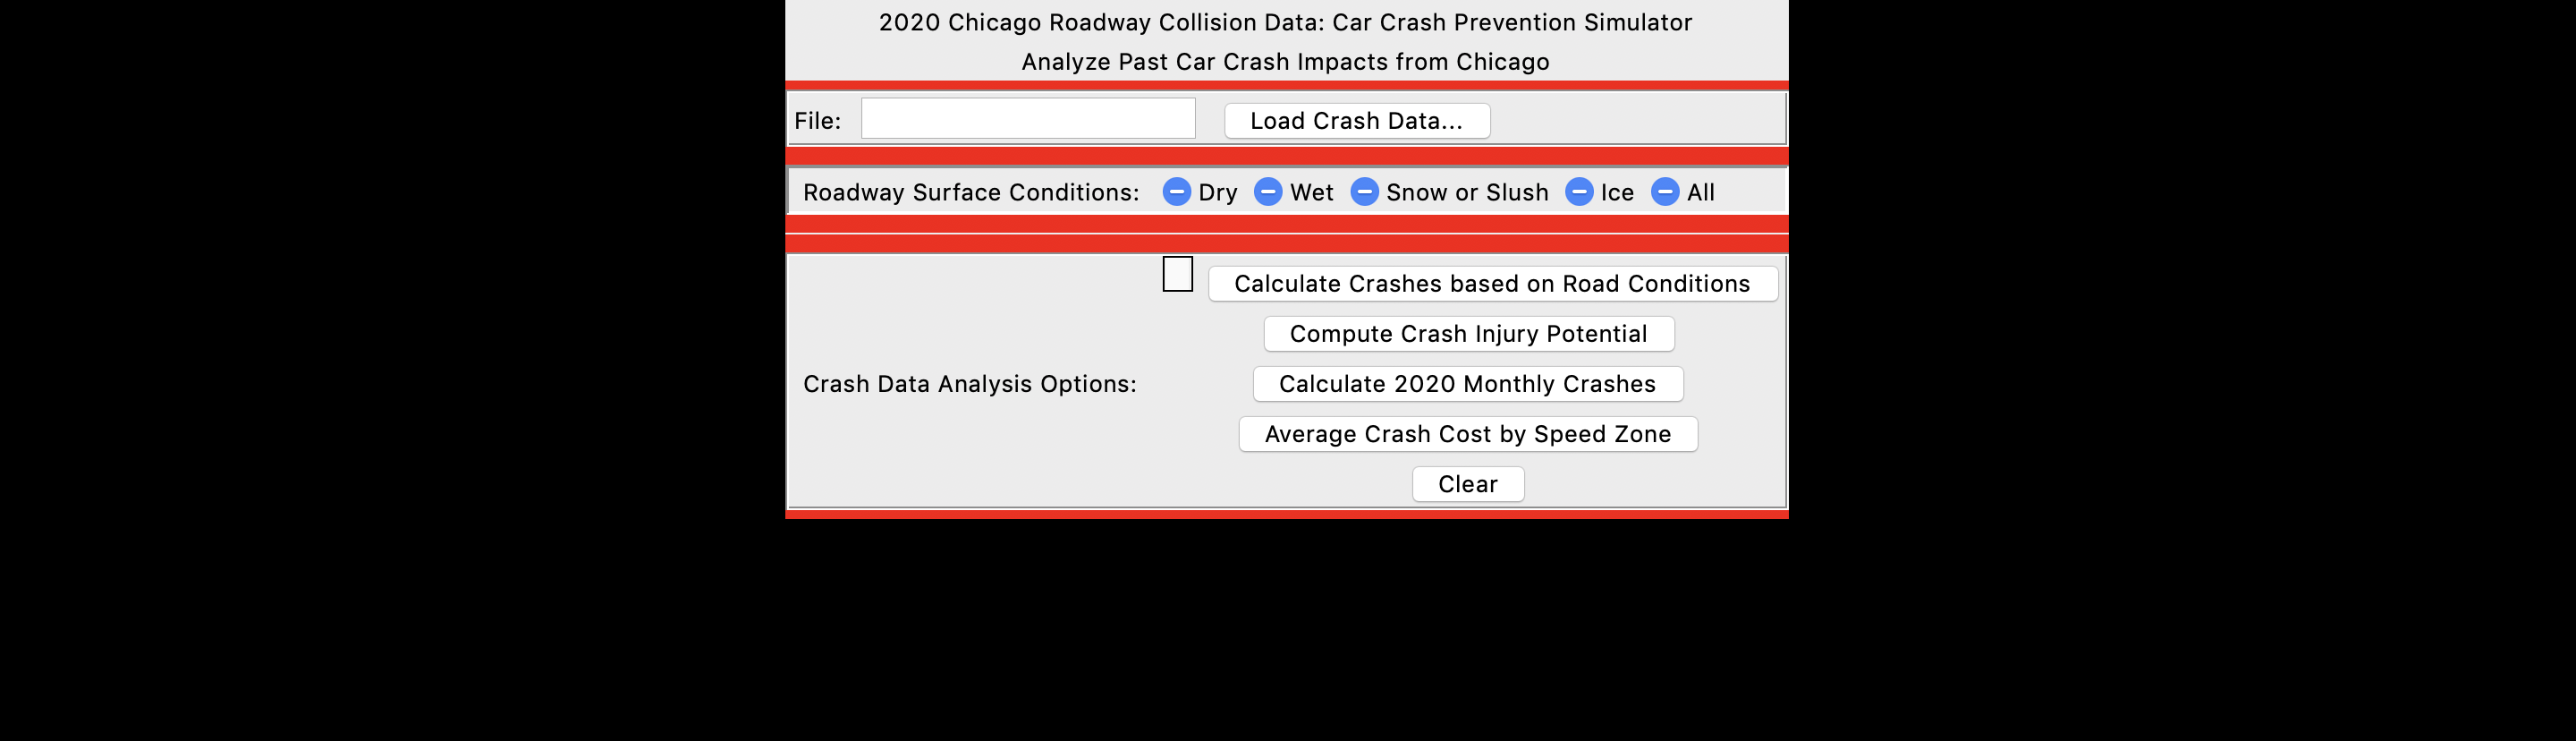 2020 Chicago Roadway Collision Data: Car Crash Prevention Simulator
Analyze Past Car Crash Impacts from Chicago
File: Load Crash Data...
Roadway Surface Conditions: Dry Wet Snow or Slush Ice All
Calculate Crashes based on Road Conditions
Compute Crash Injury Potential
Crash Data Analysis Options: Calculate 2020 Monthly Crashes
Average Crash Cost by Speed Zone
Clear